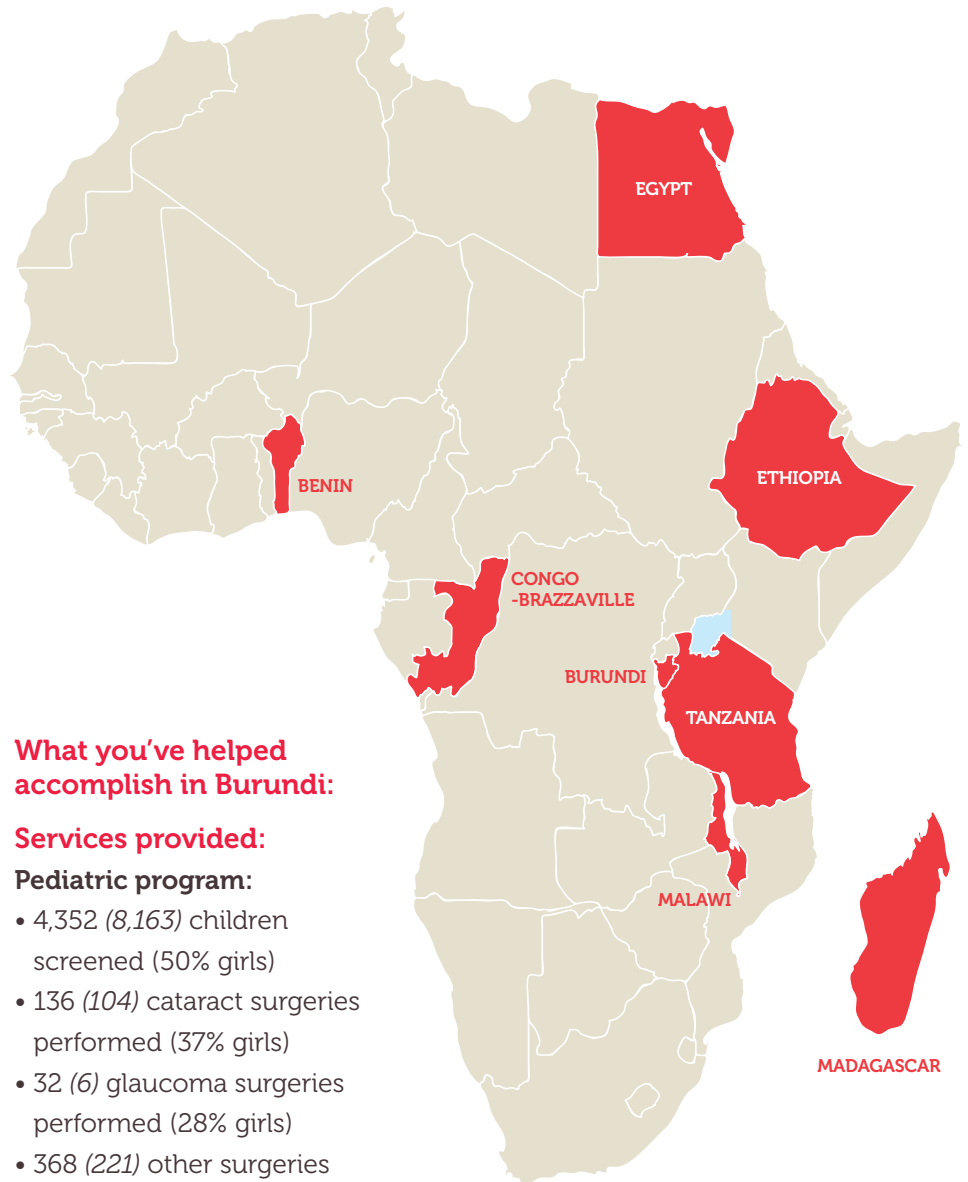 EGYPT
ETHIOPIA
BENIN
CONGO
-BRAZZAVILLE
BURUNDI
TANZANIA
MALAWI
MADAGASCAR
What you’ve helped
accomplish in Burundi:
Services provided:
Pediatric program:
• 4,352 (8,163) children
screened (50% girls)
• 136 (104) cataract surgeries
performed (37% girls)
• 32 (6) glaucoma surgeries
performed (28% girls)
• 368 (221) other surgeries